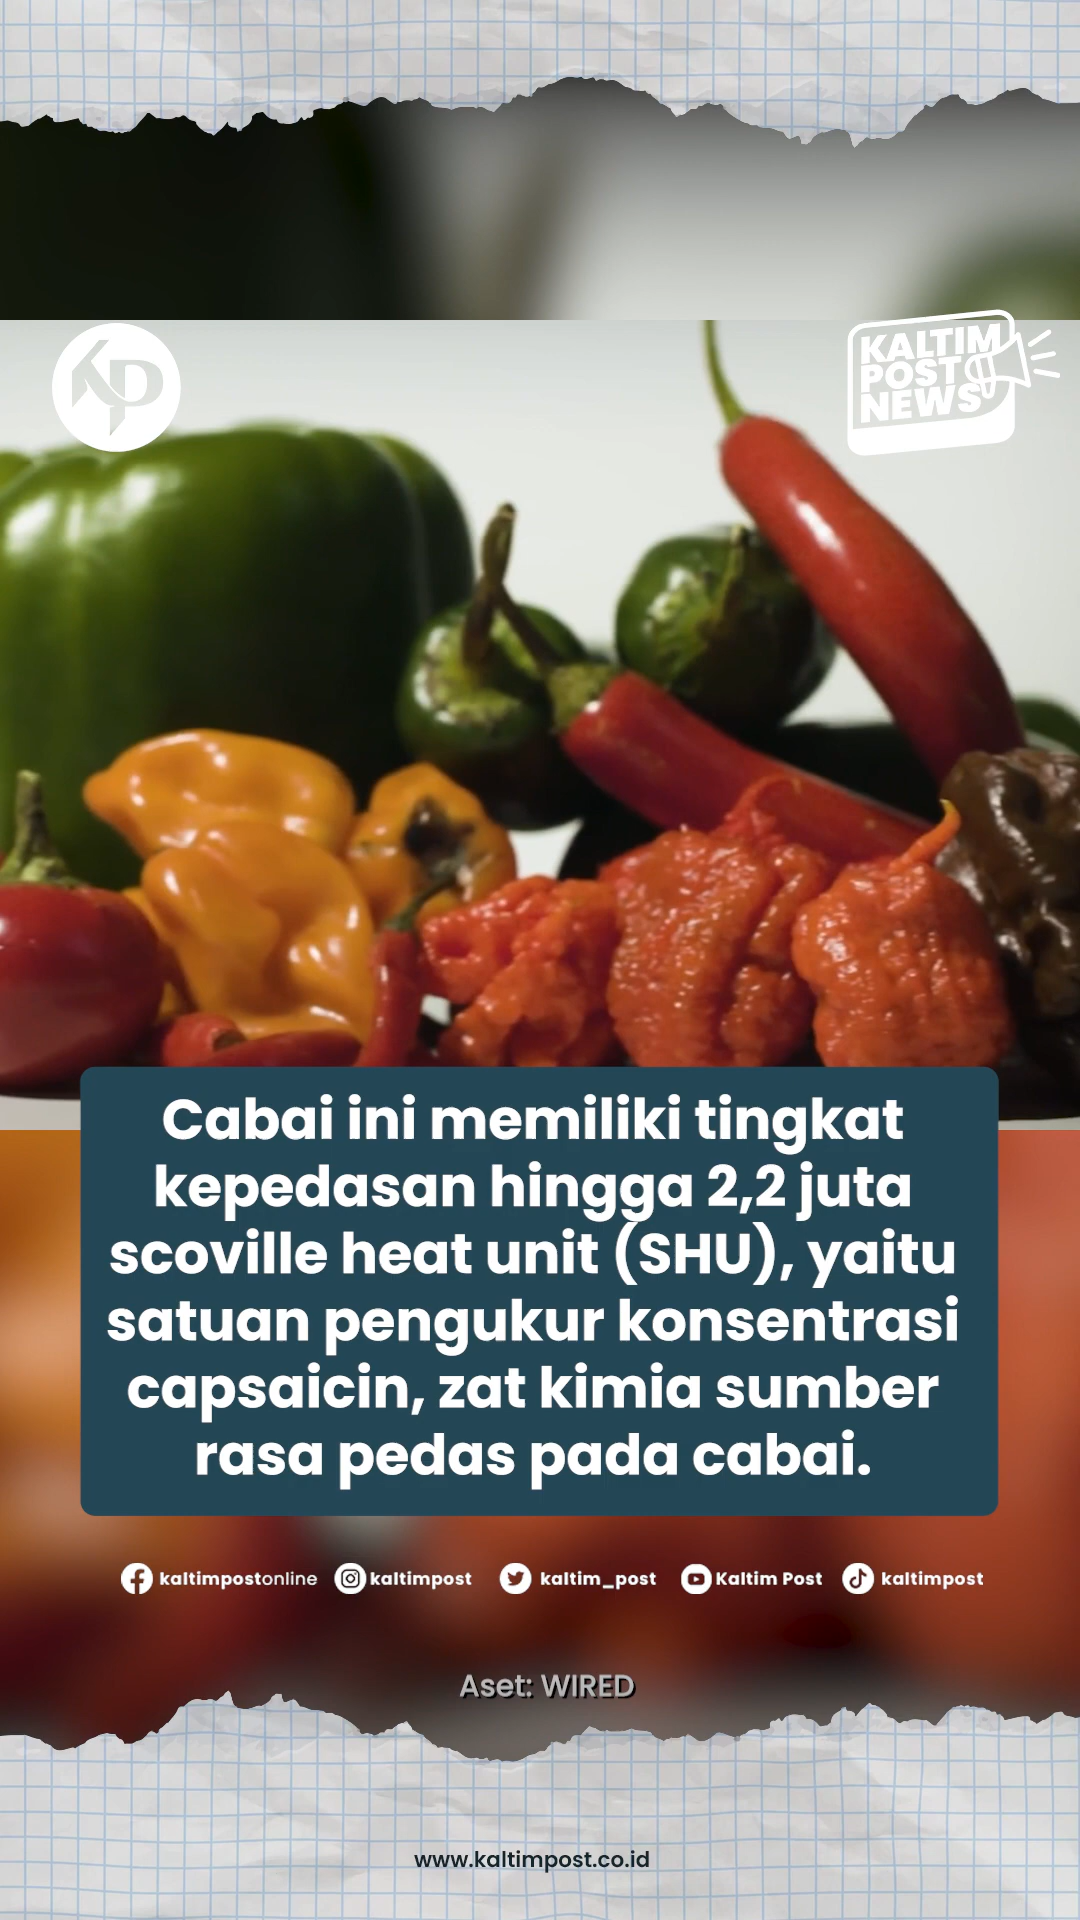 KP
KALTIM
POST
NEWS
Cabai ini memiliki tingkat
kepedasan hingga 2,2 juta
scoville heat unit (SHU), yaitu
satuan pengukur konsentrasi
capsaicin, zat kimia sumber
rasa pedas pada cabai.
kaltimpostonline kaltimpost kaltim_post Kaltim Post kaltimpost
Aset: WIRED
www.kaltimpost.co.id